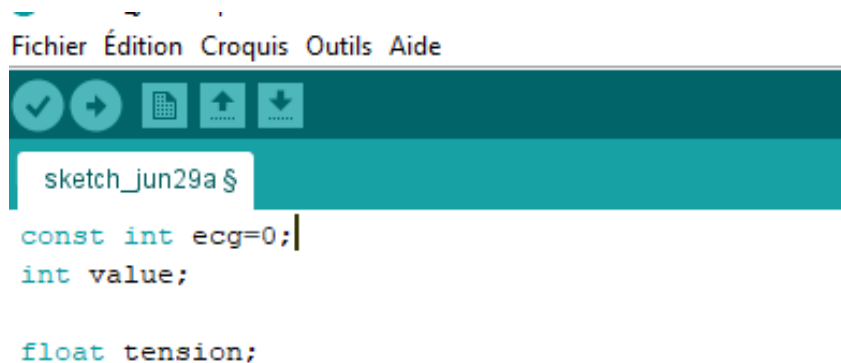 Fichier Édition Croquis Outils Aide
sketch_jun29a §
const int ecg=0;
int value;
float tension;